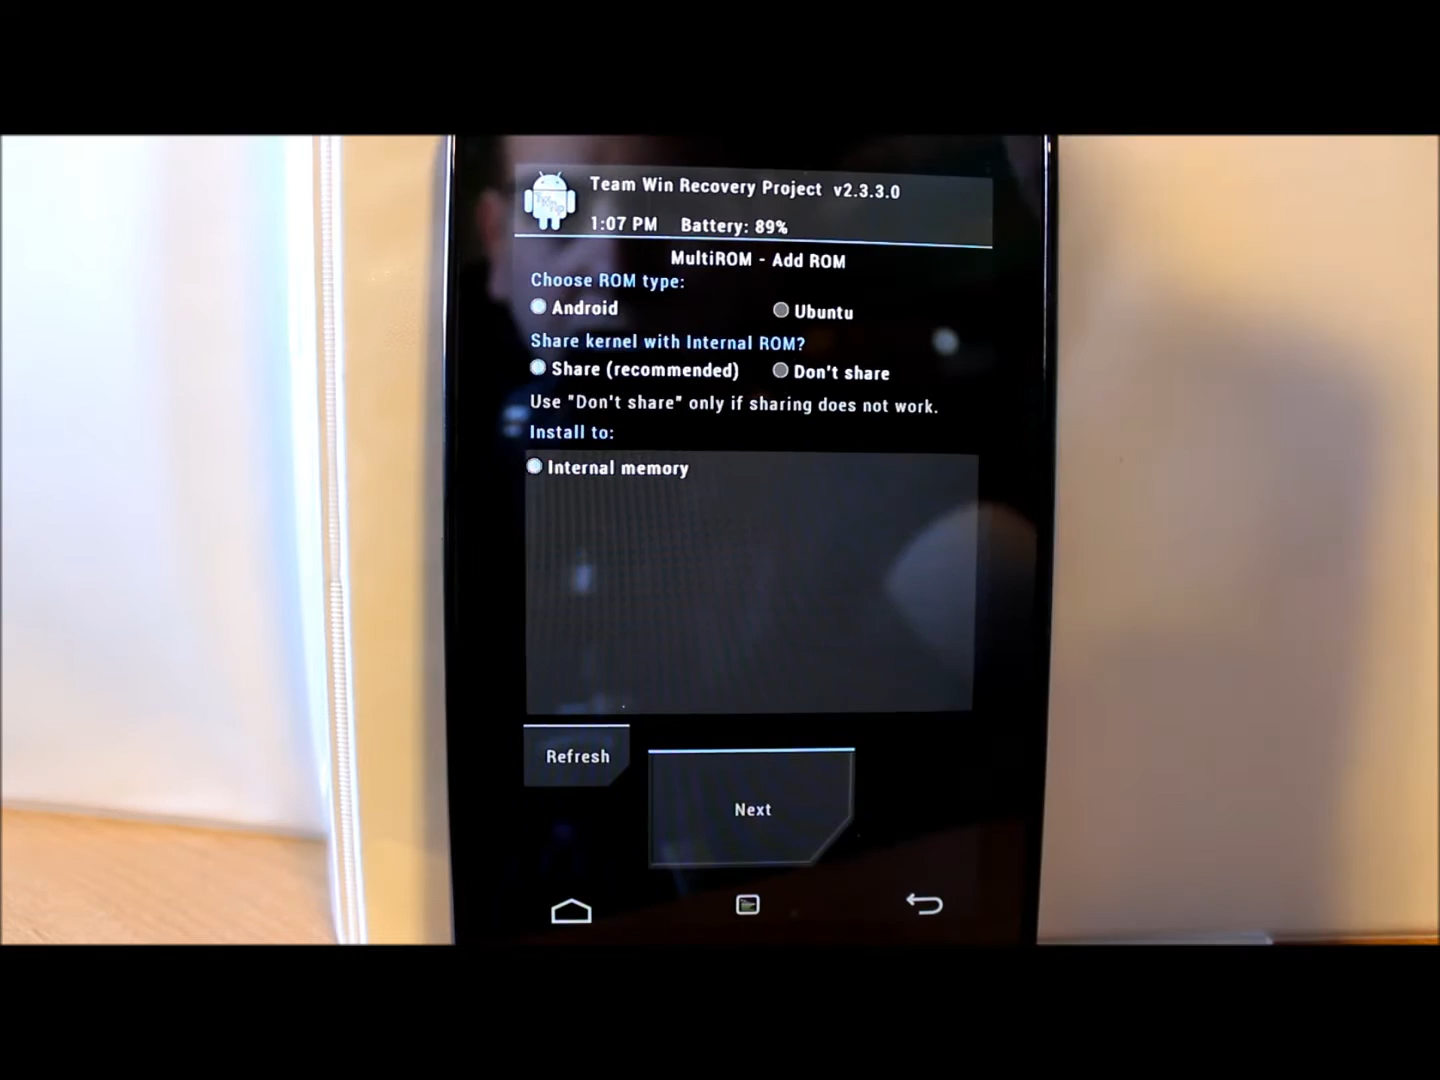 Team Win Recovery Project v2.3.3.0
1:07 PM Battery: 89%
MultiROM - Add ROM
Choose ROM type:
Android Ubuntu
Share kernel with Internal ROM?
Share (recommended) Don't share
Use "Don't share" only if sharing does not work.
Install to:
Internal memory
Refresh
Next